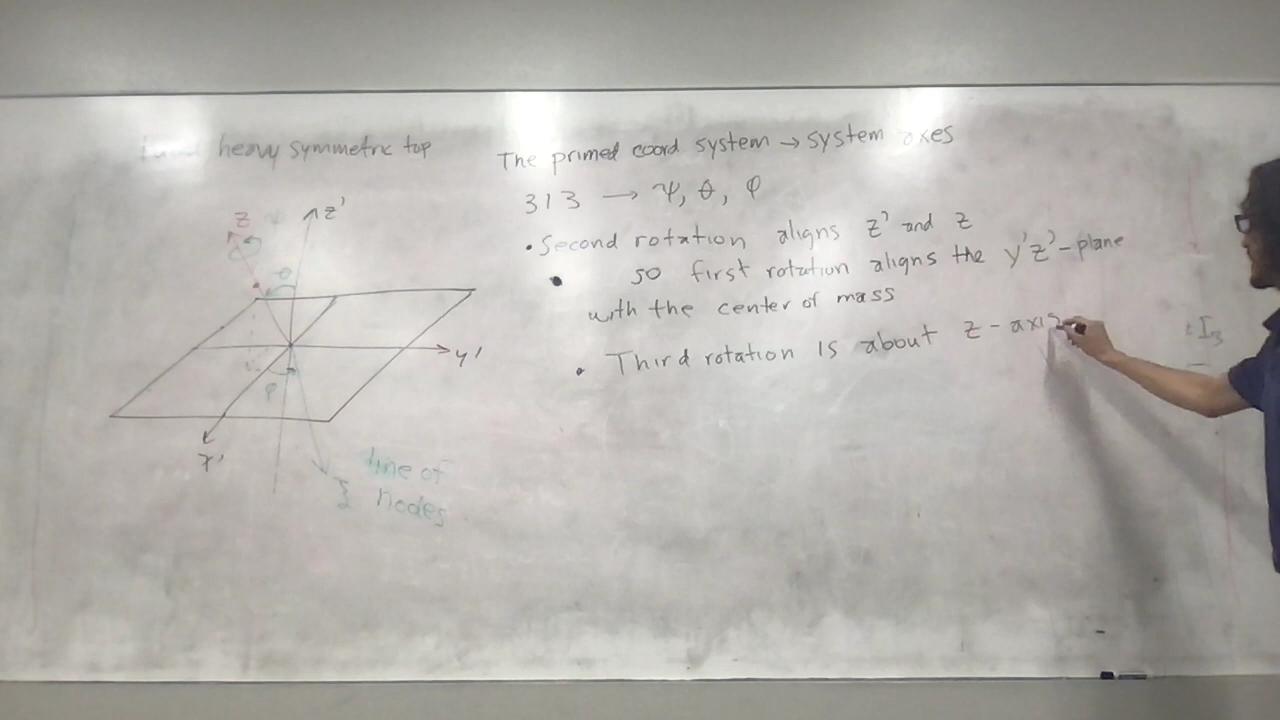 heavy symmetric top
The primed coord system → system axes
313 → ψ, θ, φ
• Second rotation aligns z' and z
• so first rotation aligns the y'z'-plane
with the center of mass
• Third rotation is about z-axis
z
z'
θ
y'
φ
x'
line of
nodes
ξ
I₃